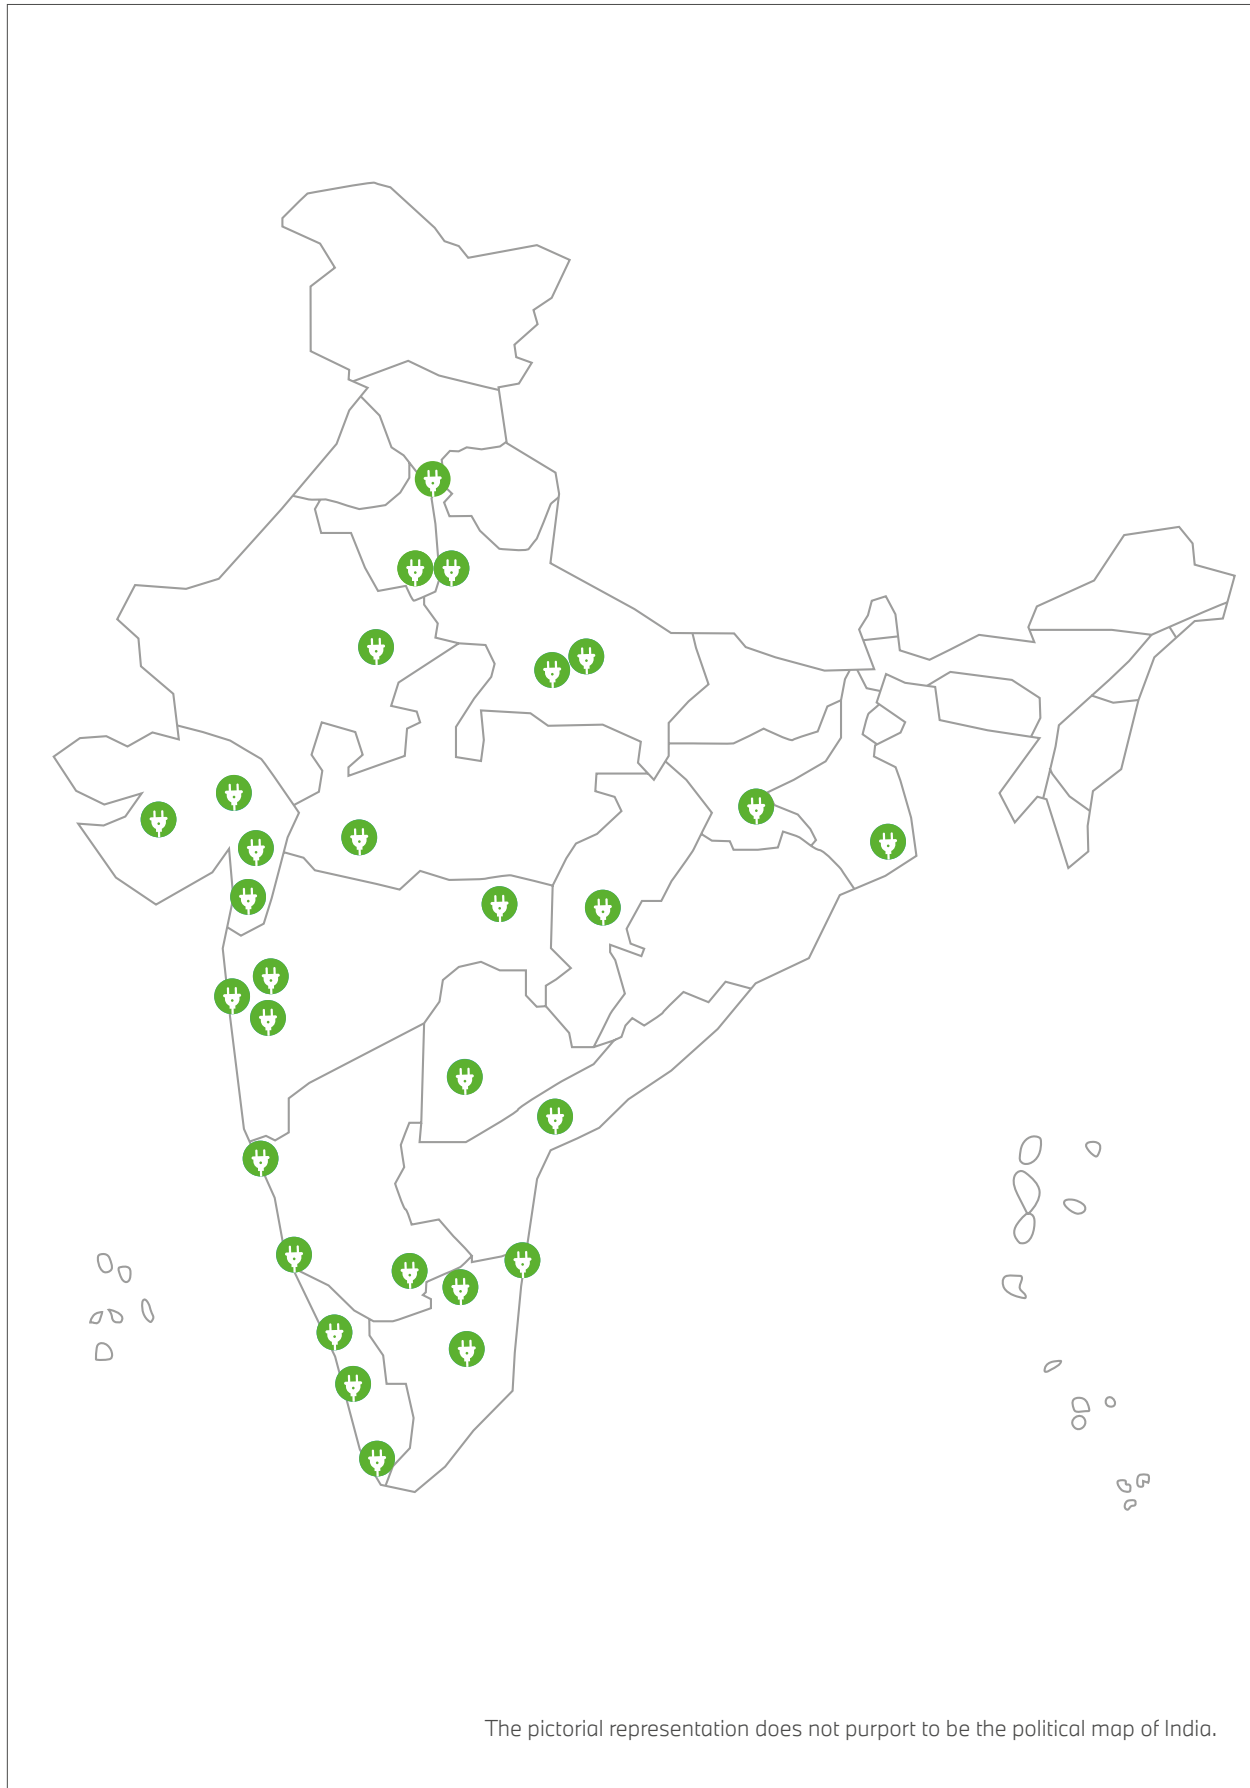 The pictorial representation does not purport to be the political map of India.